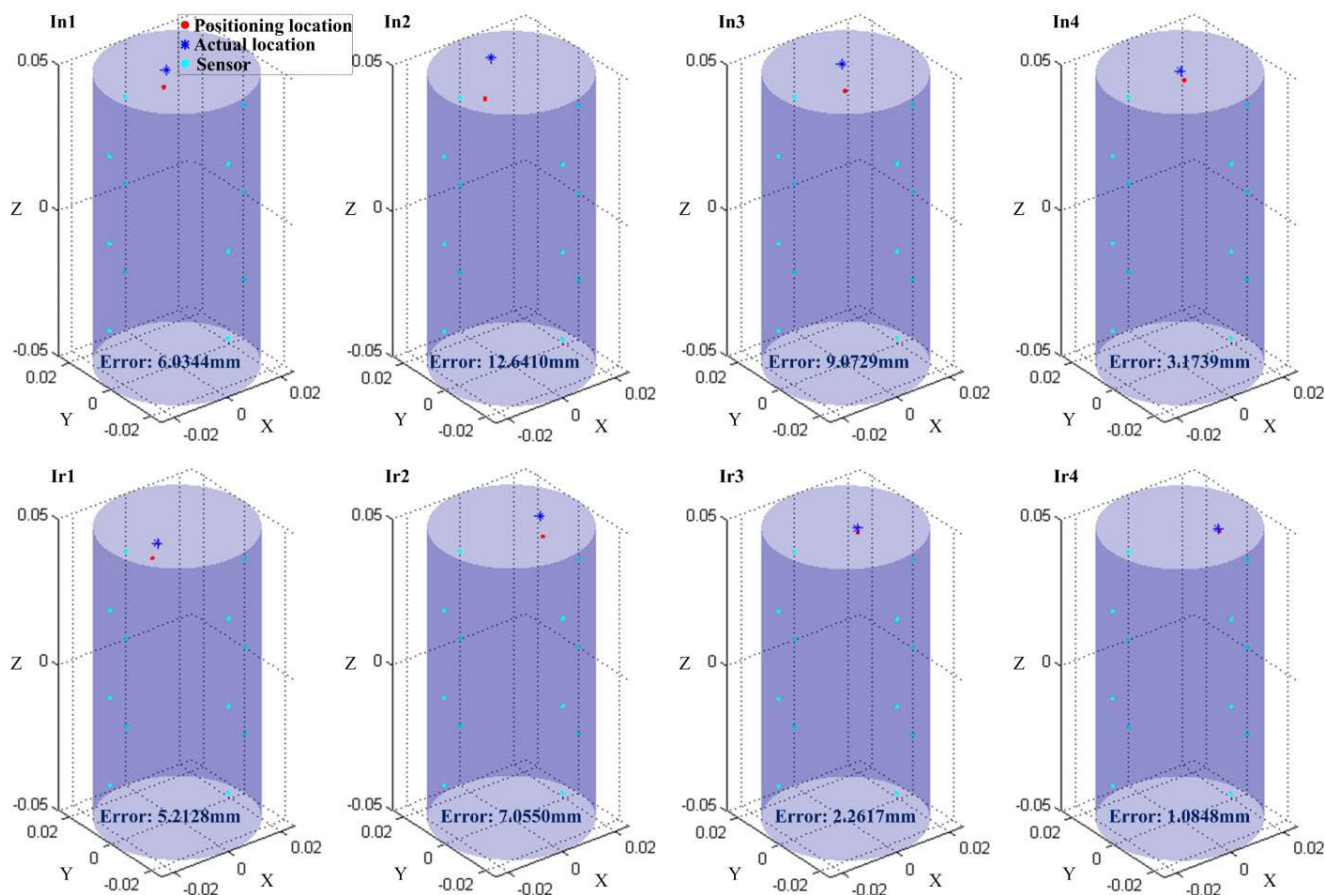 In1
Positioning location
Actual location
Sensor
0.05
Z
0
-0.05
Error: 6.0344mm
0.02
0
-0.02
Y
-0.02
0
0.02
X
In2
0.05
Z
0
-0.05
Error: 12.6410mm
0.02
0
-0.02
Y
-0.02
0
0.02
X
In3
0.05
Z
0
-0.05
Error: 9.0729mm
0.02
0
-0.02
Y
-0.02
0
0.02
X
In4
0.05
Z
0
-0.05
Error: 3.1739mm
0.02
0
-0.02
Y
-0.02
0
0.02
X
Ir1
0.05
Z
0
-0.05
Error: 5.2128mm
0.02
0
-0.02
Y
-0.02
0
0.02
X
Ir2
0.05
Z
0
-0.05
Error: 7.0550mm
0.02
0
-0.02
Y
-0.02
0
0.02
X
Ir3
0.05
Z
0
-0.05
Error: 2.2617mm
0.02
0
-0.02
Y
-0.02
0
0.02
X
Ir4
0.05
Z
0
-0.05
Error: 1.0848mm
0.02
0
-0.02
Y
-0.02
0
0.02
X